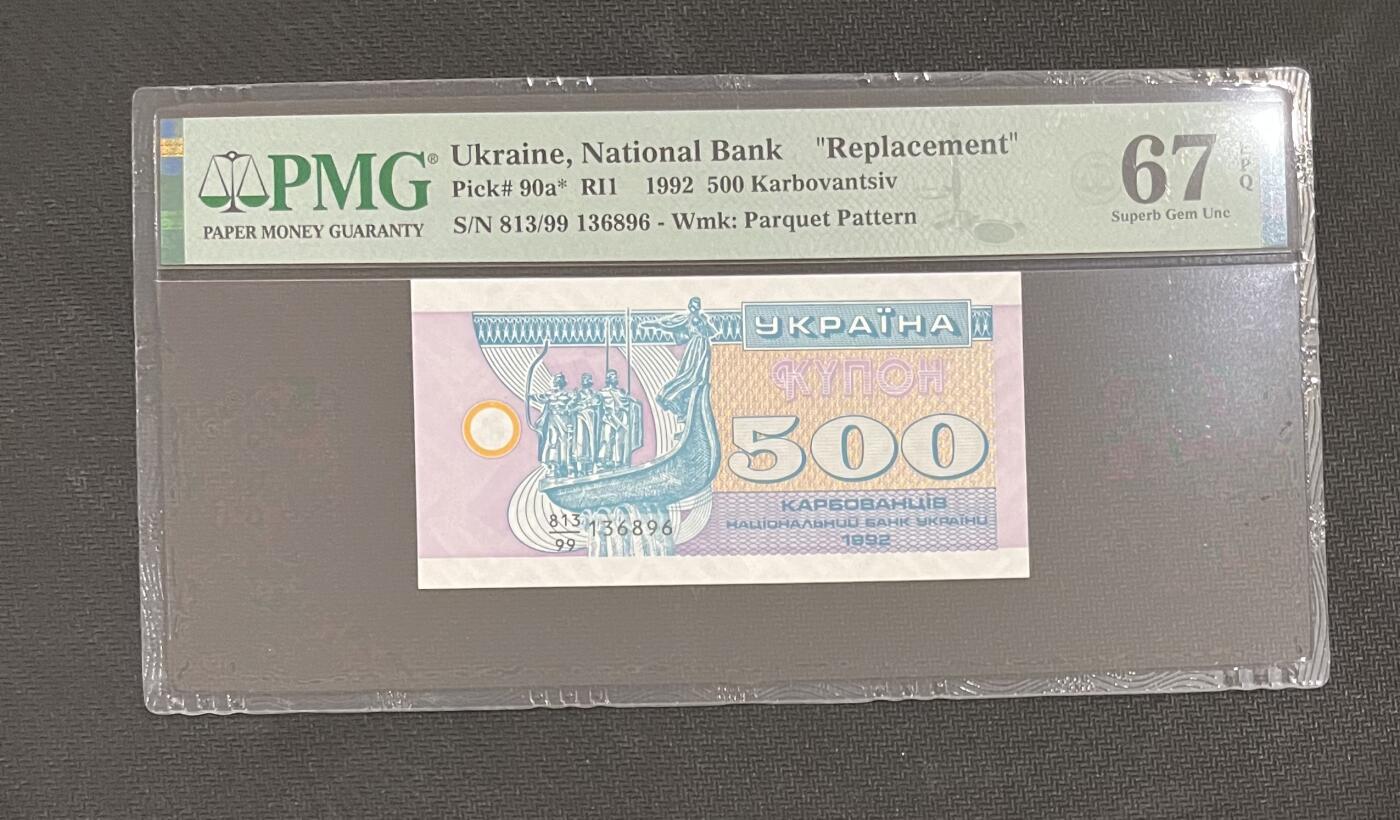 PMG®
PAPER MONEY GUARANTY
Ukraine, National Bank "Replacement"
Pick# 90a* RI1 1992 500 Karbovantsiv
S/N 813/99 136896 - Wmk: Parquet Pattern
67 EPQ
Superb Gem Unc
УКРАЇНА
КУПОН
500
КАРБОВАНЦІВ
НАЦІОНАЛЬНИЙ БАНК УКРАЇНИ
1992
813/99 136896